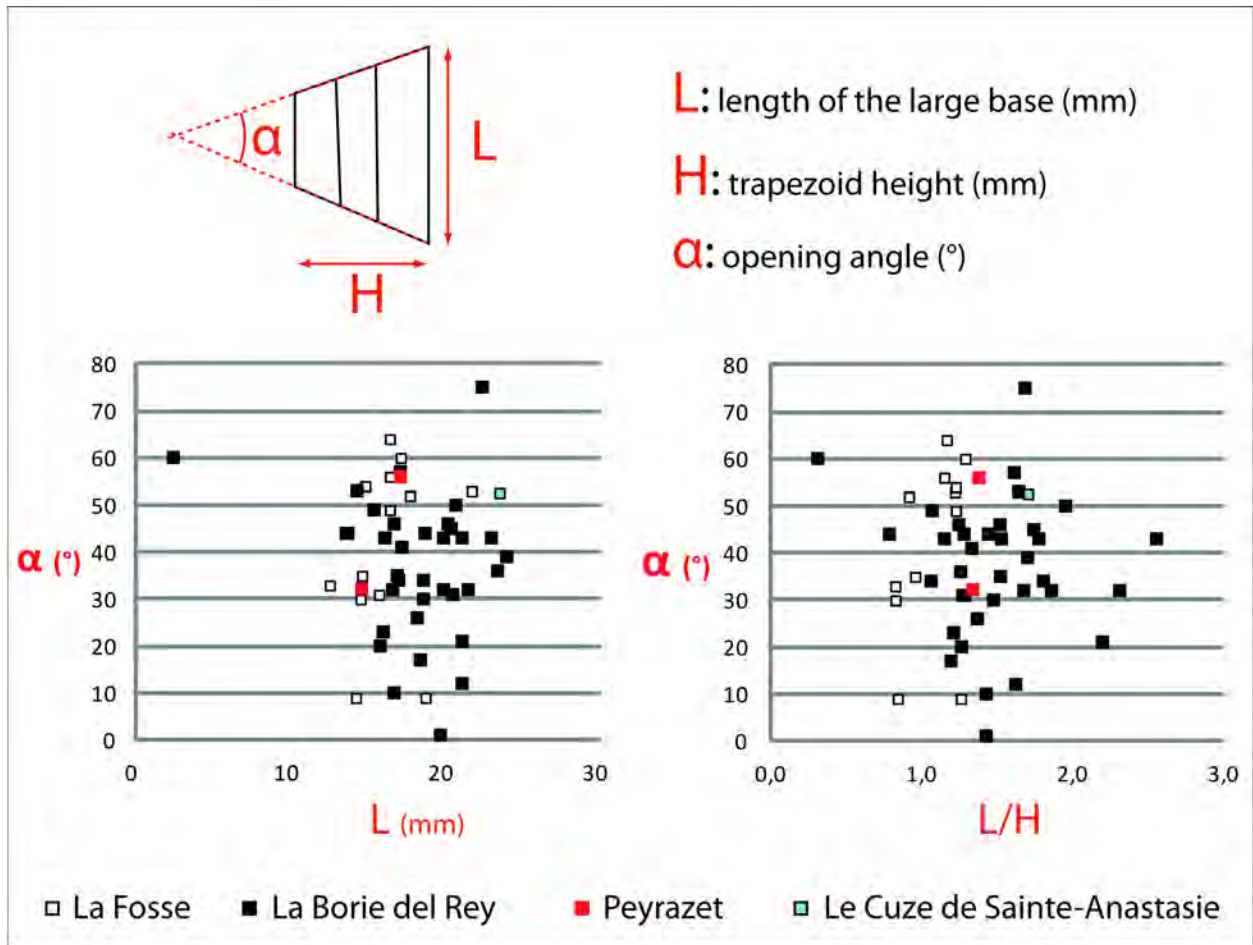 α
L
H
L: length of the large base (mm)
H: trapezoid height (mm)
α: opening angle (°)
80
70
60
50
40
30
20
10
0
α (°)
0 10 20 30
L (mm)
80
70
60
50
40
30
20
10
0
α (°)
0,0 1,0 2,0 3,0
L/H
La Fosse La Borie del Rey Peyrazet Le Cuze de Sainte-Anastasie